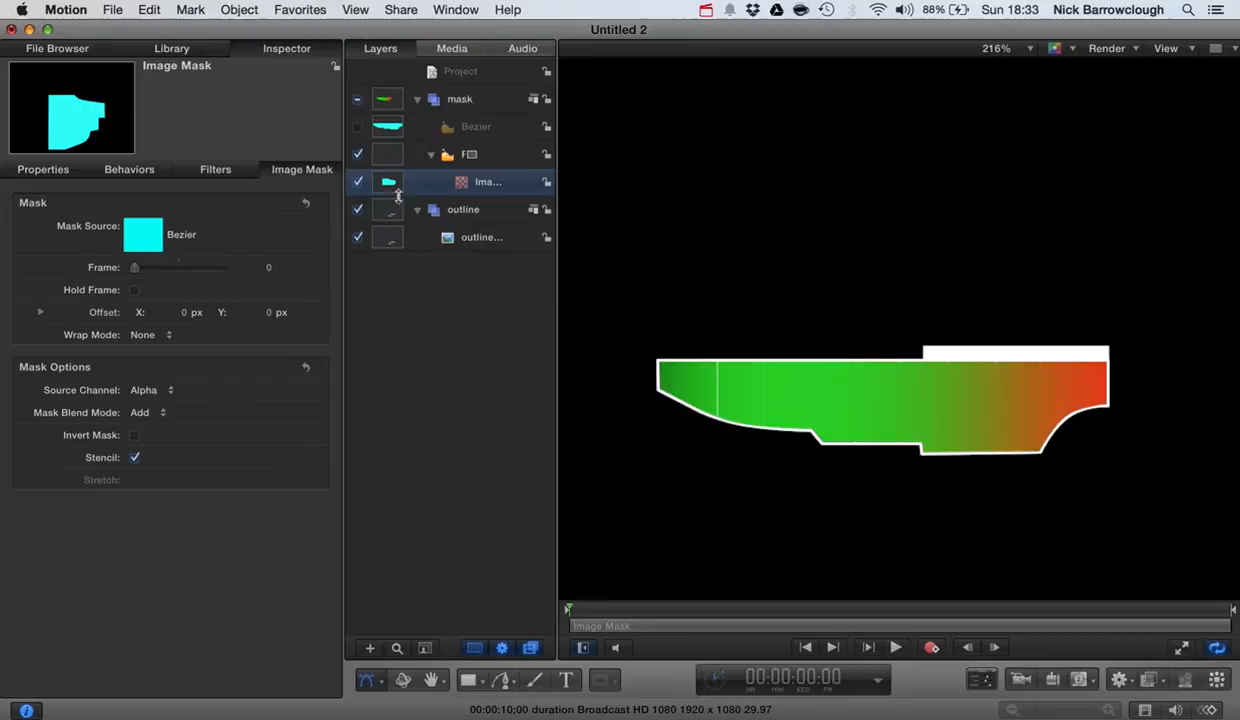 Motion File Edit Object Favorites Mark View Share Window Help 88% Sun 18:33 Nick Barrowclough
Untitled 2
File Browser Library Inspector Layers Media Audio 216% Render View
Image Mask
Project
mask
Bezier
F
Ima...
outline
outline...
Properties Behaviors Filters Image Mask
Mask
Mask Source: Bezier
Frame: 0
Hold Frame:
Offset: X: 0 px Y: 0 px
Wrap Mode: None
Mask Options
Source Channel: Alpha
Mask Blend Mode: Add
Invert Mask:
Stencil:
Stretch:
Image Mask
T
00:00:00:00
HR MIN SEC FR
00:00:10;00 duration Broadcast HD 1080 1920 x 1080 29.97